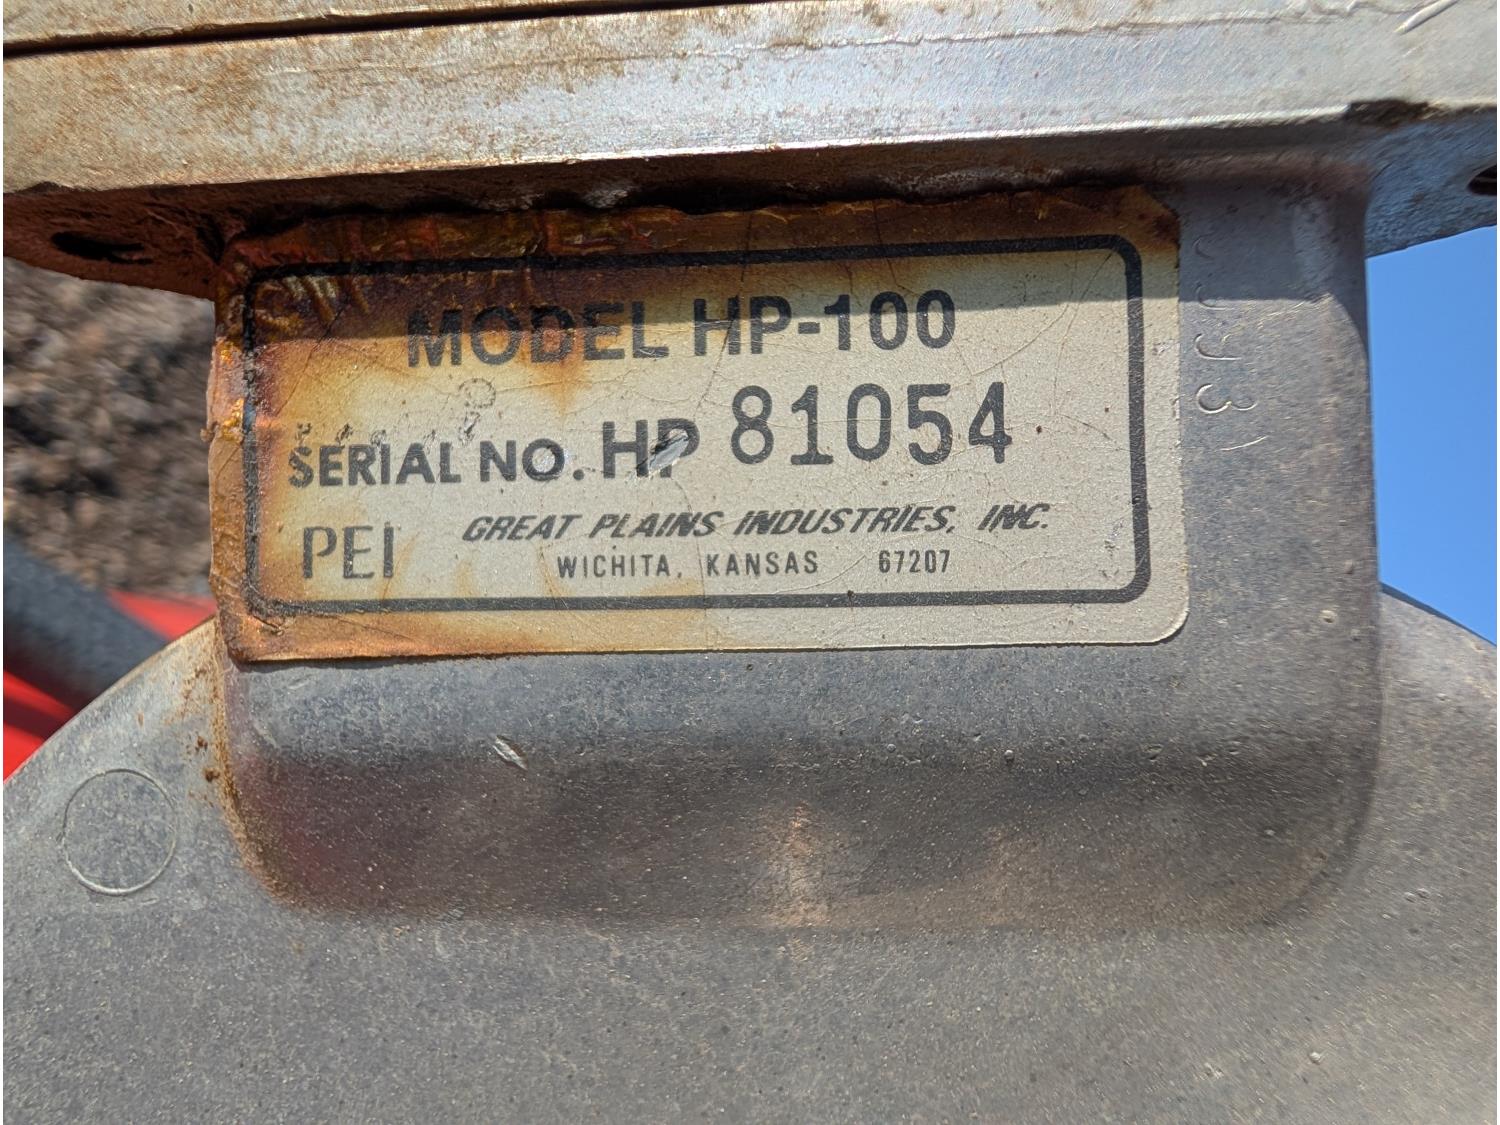 MODEL HP-100
SERIAL NO. HP 81054
PEI GREAT PLAINS INDUSTRIES, INC.
WICHITA, KANSAS 67207